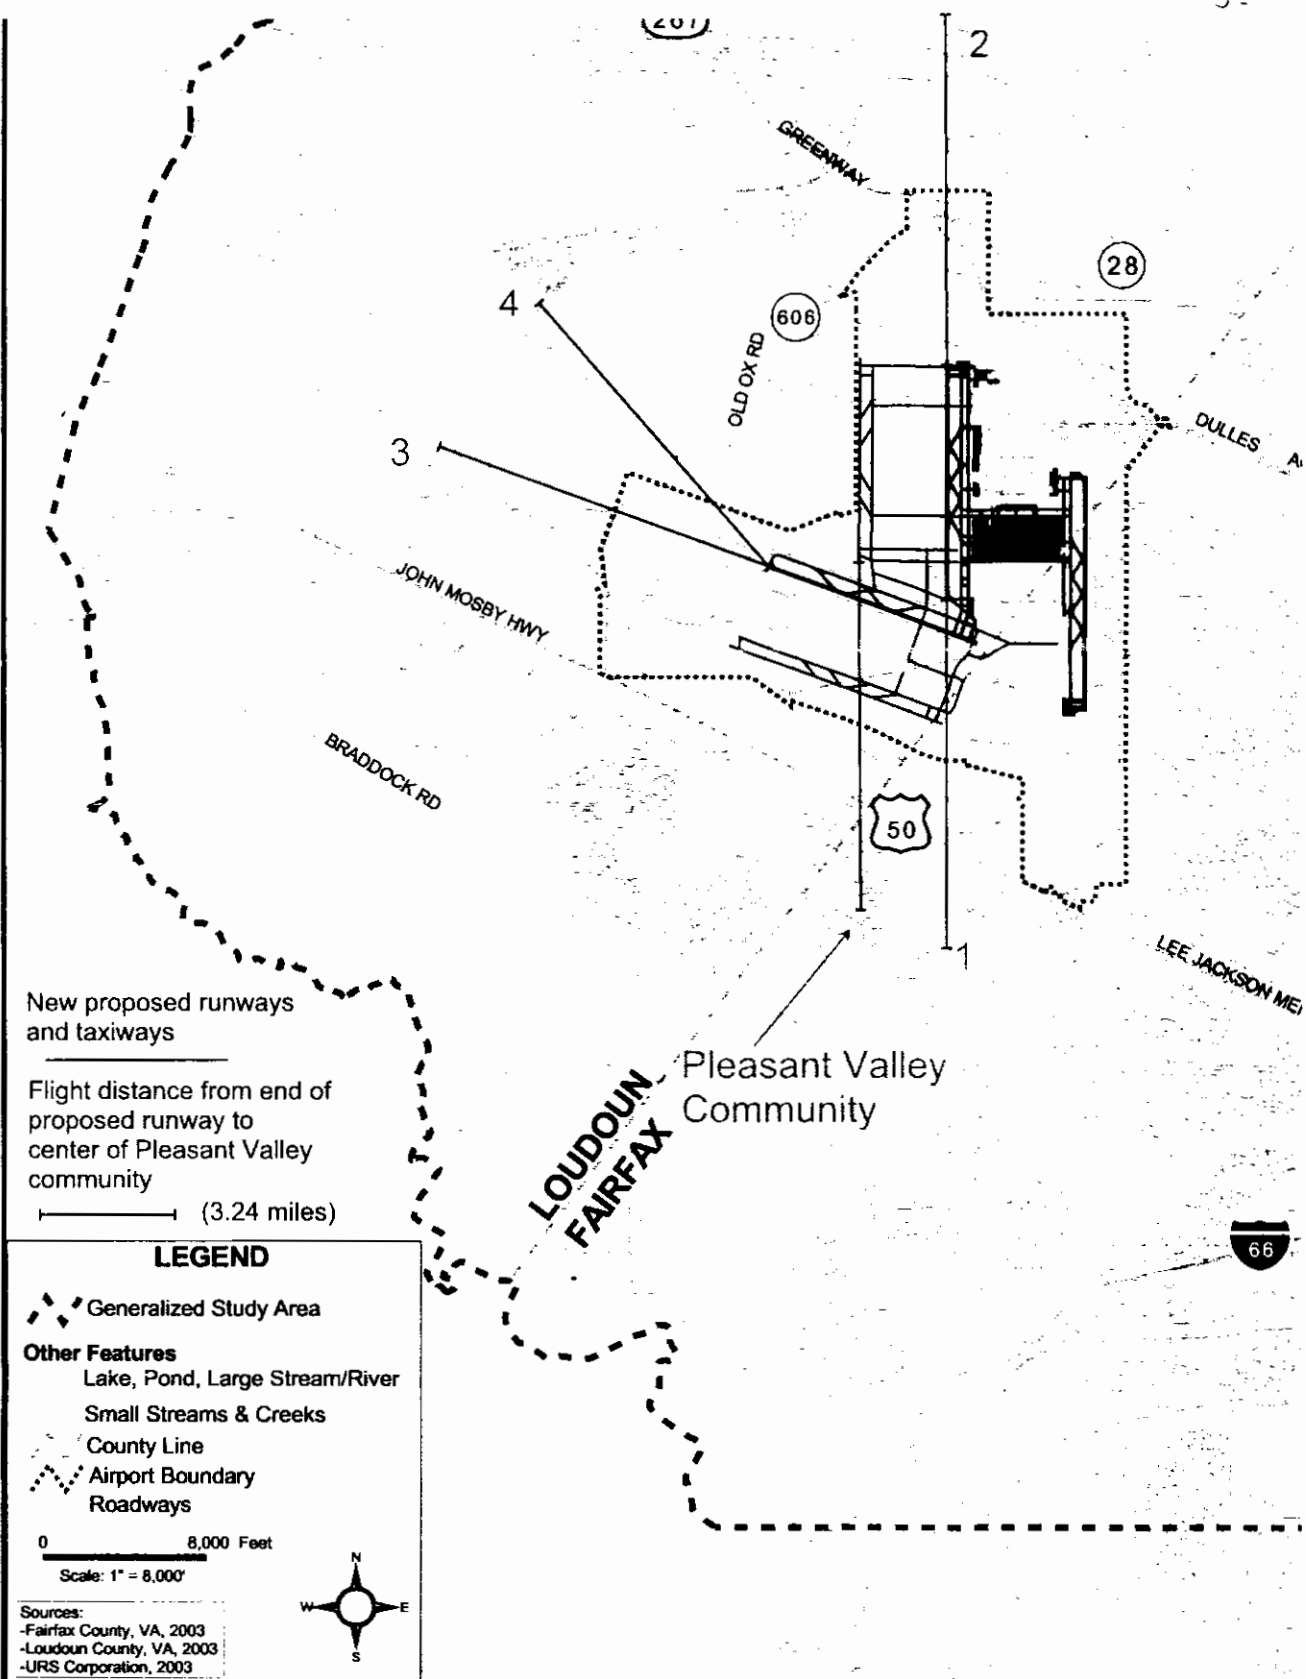 2
GREENWAY
28
4
606
OLD OX RD
DULLES
3
JOHN MOSBY HWY
BRADDOCK RD
50
1
LEE JACKSON
New proposed runways
and taxiways
Pleasant Valley
Community
Flight distance from end of
proposed runway to
center of Pleasant Valley
community
(3.24 miles)
LOUDOUN
FAIRFAX
66
LEGEND
Generalized Study Area
Other Features
Lake, Pond, Large Stream/River
Small Streams & Creeks
County Line
Airport Boundary
Roadways
0 8,000 Feet
Scale: 1" = 8,000'
N
W E
S
Sources:
-Fairfax County, VA, 2003
-Loudoun County, VA, 2003
-URS Corporation, 2003